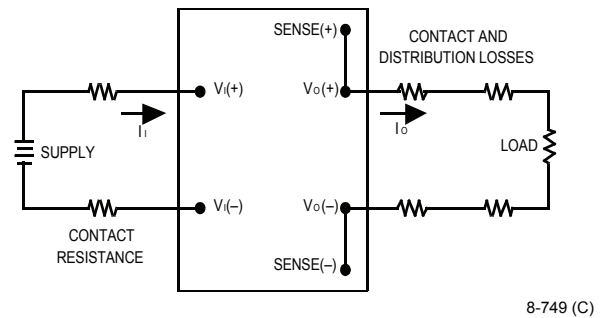 SENSE(+)
CONTACT AND
DISTRIBUTION LOSSES
VI(+)
VO(+)
II
IO
SUPPLY
LOAD
VI(–)
VO(–)
CONTACT
RESISTANCE
SENSE(–)
8-749 (C)